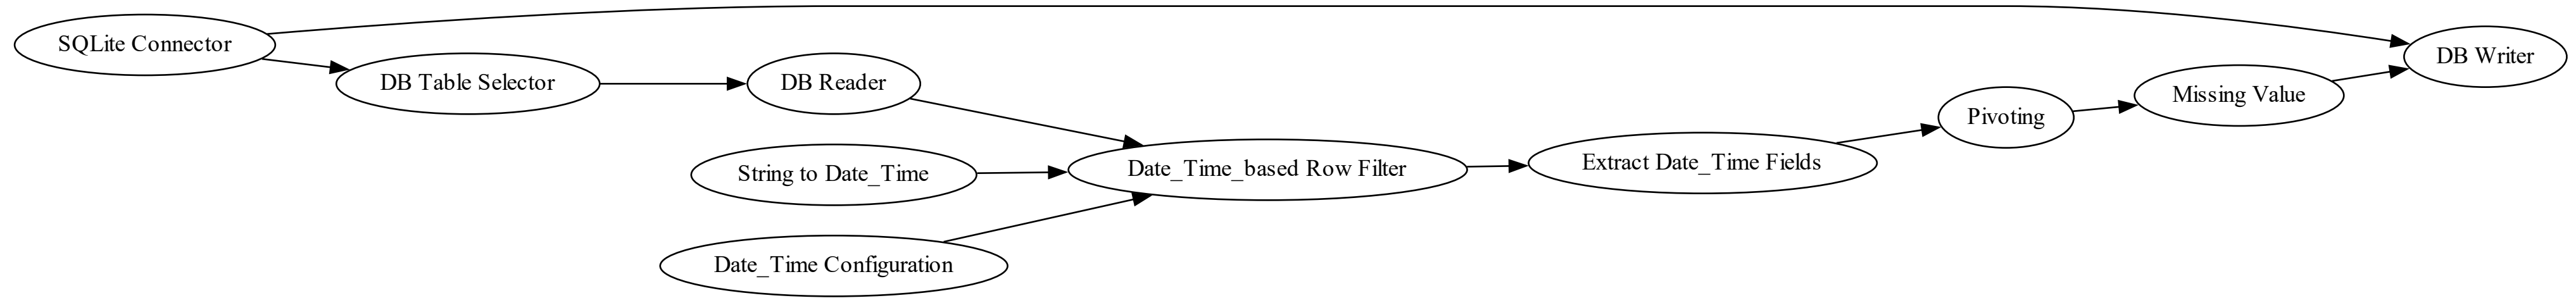 SQLite Connector
DB Table Selector
DB Reader
String to Date_Time
Date_Time Configuration
Date_Time_based Row Filter
Extract Date_Time Fields
Pivoting
Missing Value
DB Writer